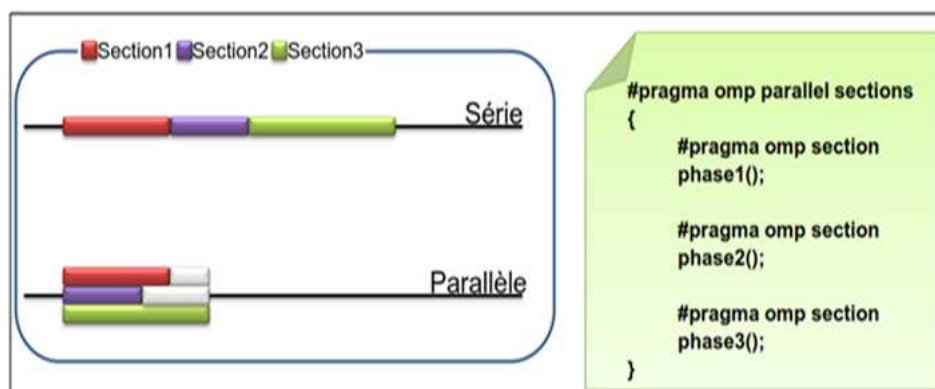 Section1 Section2 Section3
Série
Parallèle
#pragma omp parallel sections
{
#pragma omp section
phase1();
#pragma omp section
phase2();
#pragma omp section
phase3();
}